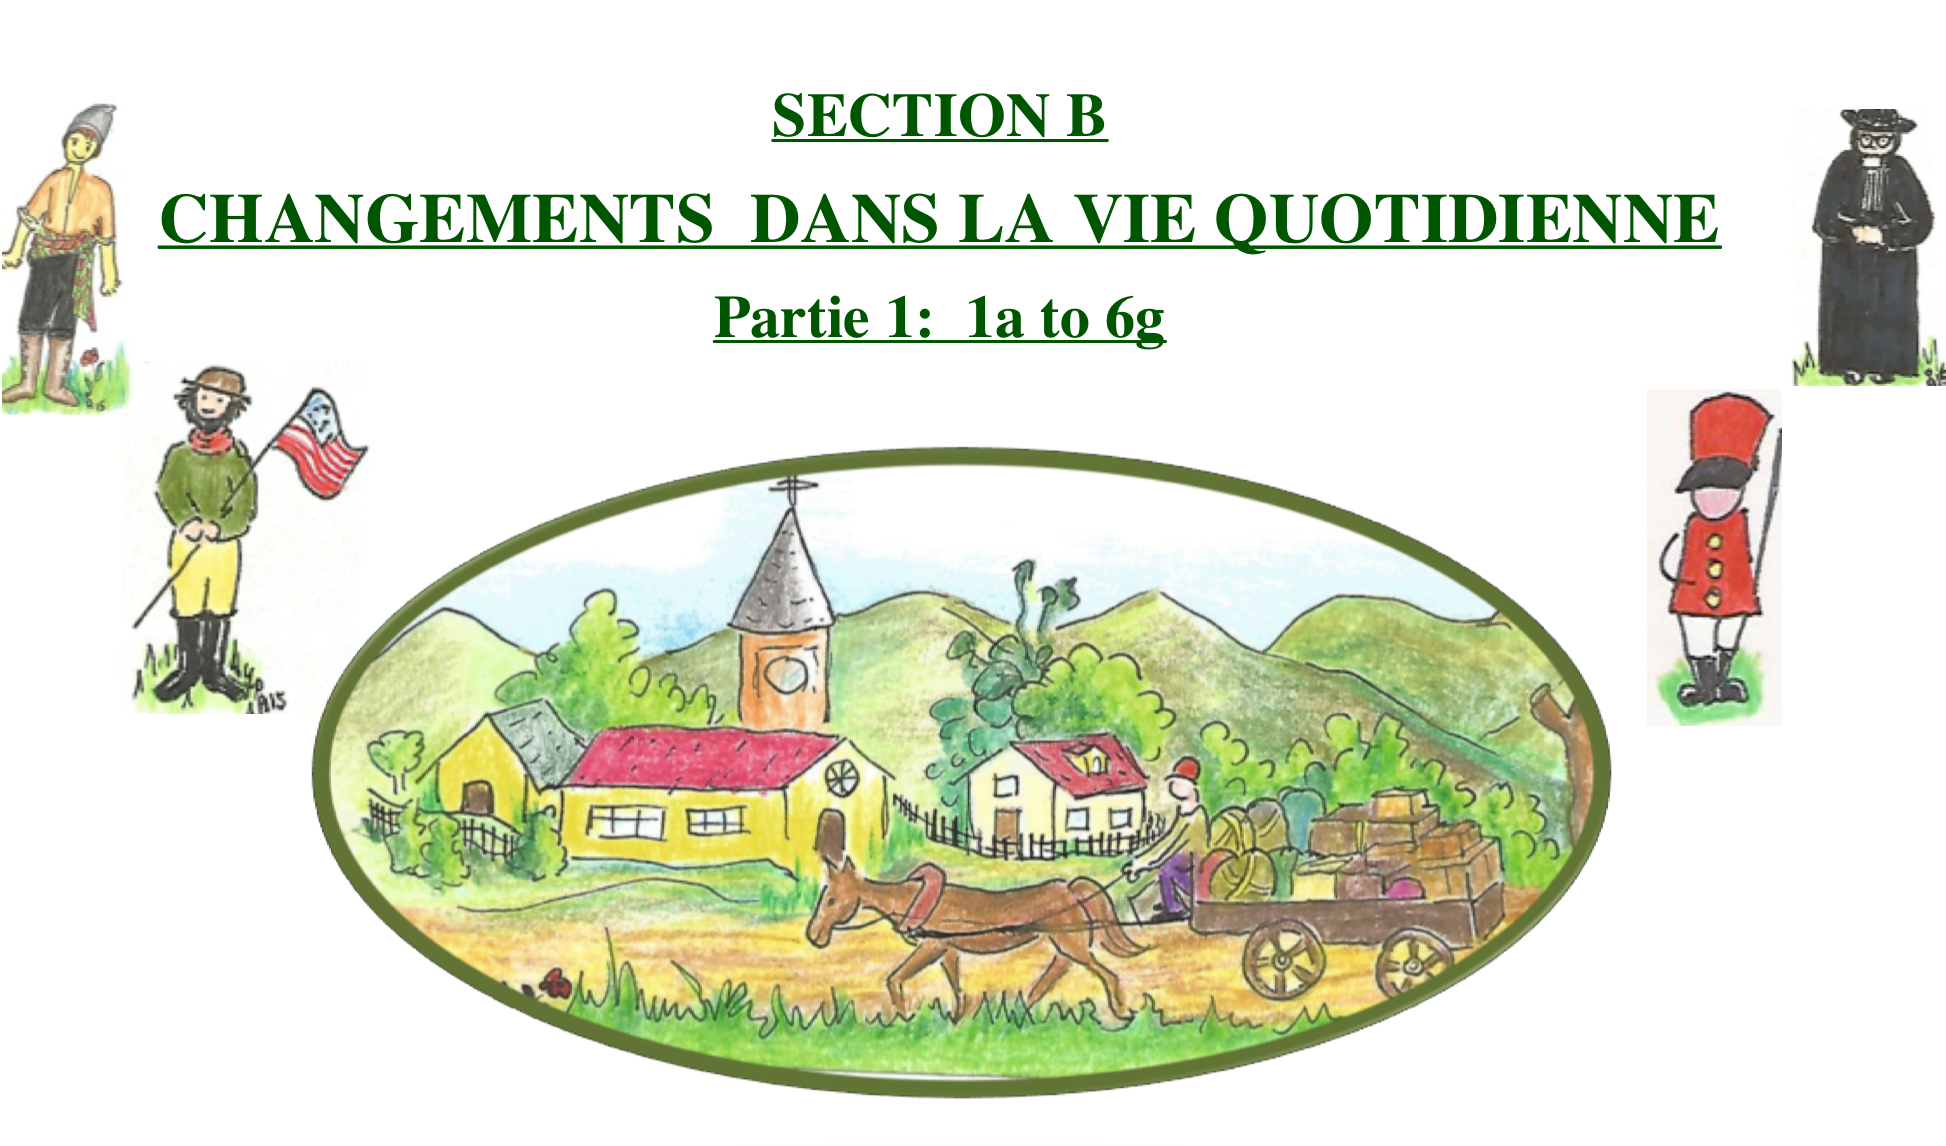 SECTION B
CHANGEMENTS DANS LA VIE QUOTIDIENNE
Partie 1: 1a to 6g